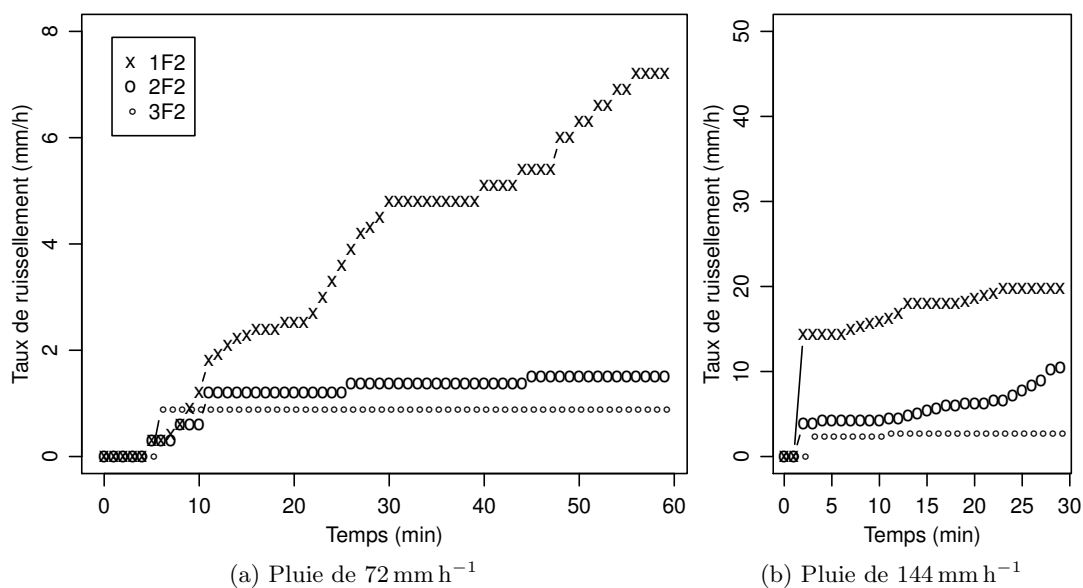 8
6
4
2
0
Taux de ruissellement (mm/h)
x 1F2
o 2F2
o 3F2
0 10 20 30 40 50 60
Temps (min)
(a) Pluie de 72 mm h⁻¹
50
40
30
20
10
0
Taux de ruissellement (mm/h)
0 5 10 15 20 25 30
Temps (min)
(b) Pluie de 144 mm h⁻¹